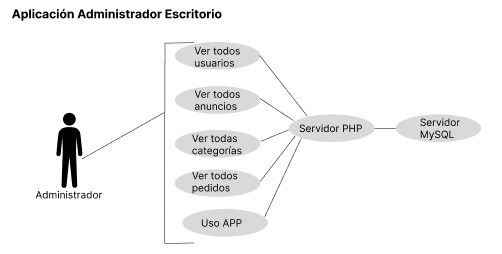 Aplicación Administrador Escritorio
Ver todos
usuarios
Ver todos
anuncios
Ver todas
categorías
Ver todos
pedidos
Uso APP
Servidor PHP
Servidor
MySQL
Administrador